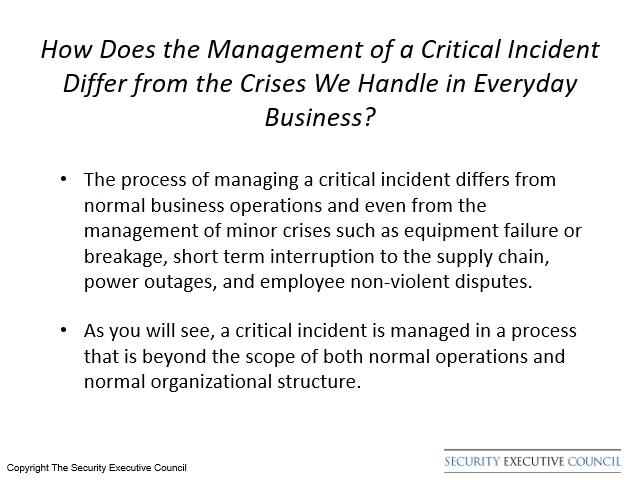 How Does the Management of a Critical Incident
Differ from the Crises We Handle in Everyday
Business?
• The process of managing a critical incident differs from
normal business operations and even from the
management of minor crises such as equipment failure or
breakage, short term interruption to the supply chain,
power outages, and employee non-violent disputes.
• As you will see, a critical incident is managed in a process
that is beyond the scope of both normal operations and
normal organizational structure.
Copyright The Security Executive Council
SECURITY EXECUTIVE COUNCIL